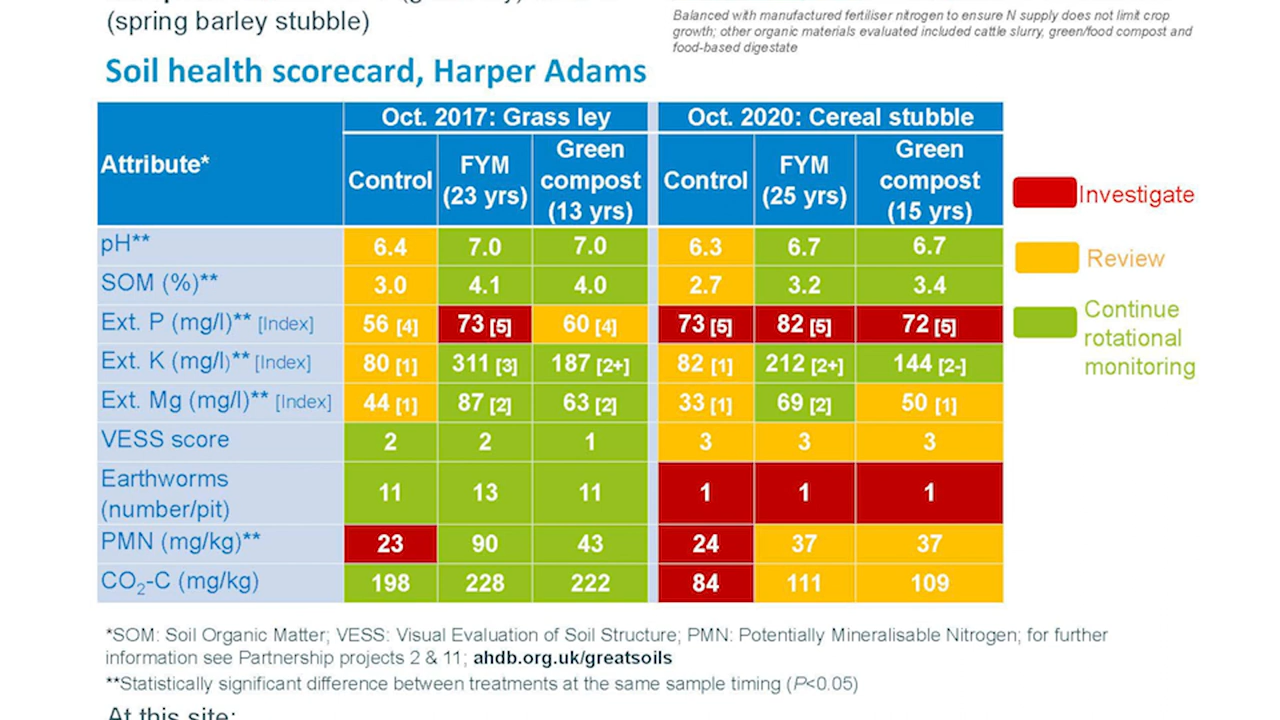 (spring barley stubble)
Balanced with manufactured fertiliser nitrogen to ensure N supply does not limit crop
growth; other organic materials evaluated included cattle slurry, green/food compost and
food-based digestate
Soil health scorecard, Harper Adams
Attribute* Oct. 2017: Grass ley Oct. 2020: Cereal stubble
Control FYM (23 yrs) Green compost (13 yrs) Control FYM (25 yrs) Green compost (15 yrs)
pH** 6.4 7.0 7.0 6.3 6.7 6.7
SOM (%)** 3.0 4.1 4.0 2.7 3.2 3.4
Ext. P (mg/l)** [Index] 56 [4] 73 [5] 60 [4] 73 [5] 82 [5] 72 [5]
Ext. K (mg/l)** [Index] 80 [1] 311 [3] 187 [2+] 82 [1] 212 [2+] 144 [2-]
Ext. Mg (mg/l)** [Index] 44 [1] 87 [2] 63 [2] 33 [1] 69 [2] 50 [1]
VESS score 2 2 1 3 3 3
Earthworms (number/pit) 11 13 11 1 1 1
PMN (mg/kg)** 23 90 43 24 37 37
CO₂-C (mg/kg) 198 228 222 84 111 109
Investigate
Review
Continue
rotational
monitoring
*SOM: Soil Organic Matter; VESS: Visual Evaluation of Soil Structure; PMN: Potentially Mineralisable Nitrogen; for further
information see Partnership projects 2 & 11; ahdb.org.uk/greatsoils
**Statistically significant difference between treatments at the same sample timing (P<0.05)
At this site: